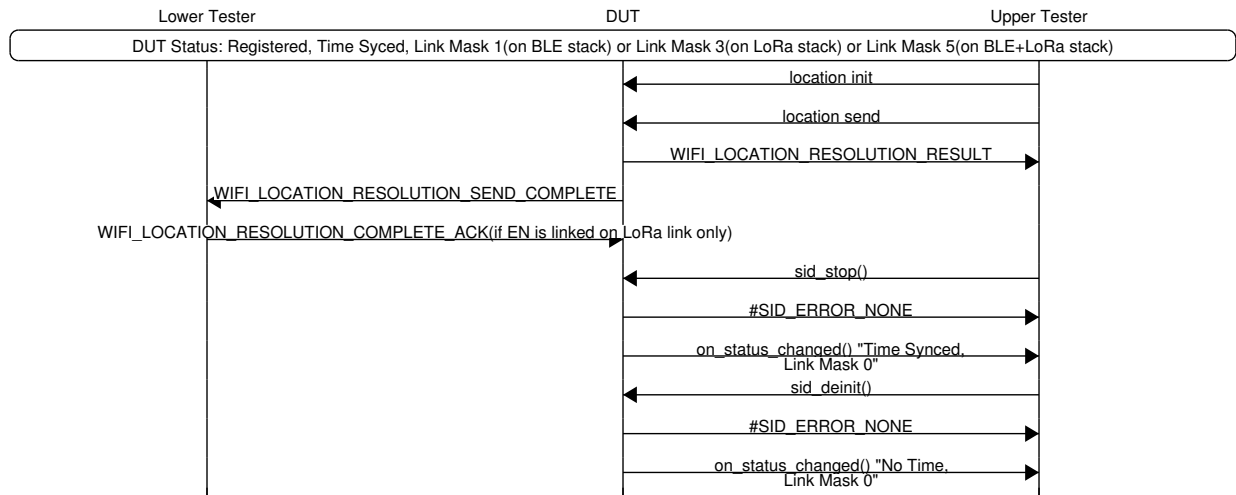 Lower Tester DUT Upper Tester
DUT Status: Registered, Time Syced, Link Mask 1(on BLE stack) or Link Mask 3(on LoRa stack) or Link Mask 5(on BLE+LoRa stack)
location init
location send
WIFI_LOCATION_RESOLUTION_RESULT
WIFI_LOCATION_RESOLUTION_SEND_COMPLETE
WIFI_LOCATION_RESOLUTION_COMPLETE_ACK(if EN is linked on LoRa link only)
sid_stop()
#SID_ERROR_NONE
on_status_changed() "Time Synced,
Link Mask 0"
sid_deinit()
#SID_ERROR_NONE
on_status_changed() "No Time,
Link Mask 0"